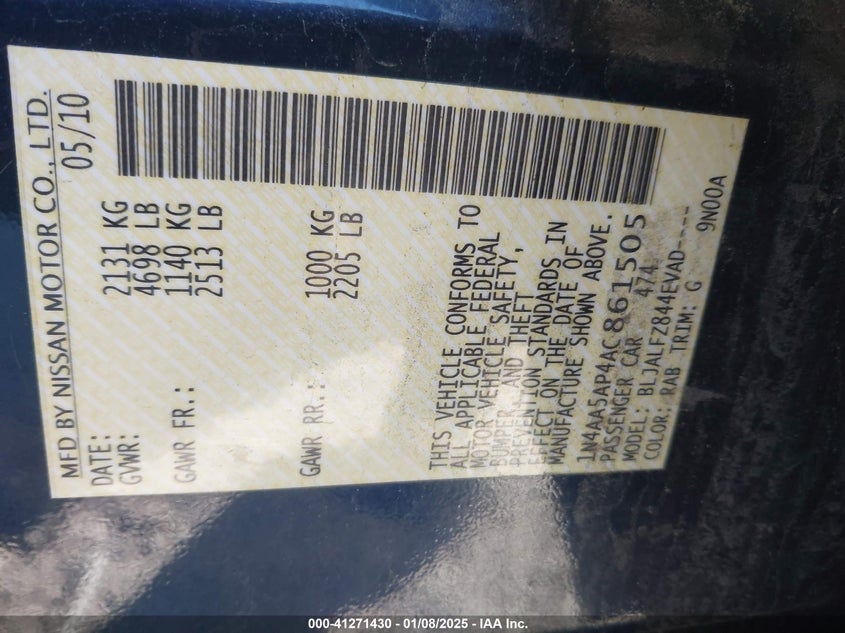 MFD BY NISSAN MOTOR CO., LTD.
DATE: 05/10
GVWR: 2131 KG
4698 LB
GAWR FR.: 1140 KG
2513 LB
GAWR RR.: 1000 KG
2205 LB
THIS VEHICLE CONFORMS TO
ALL APPLICABLE FEDERAL
MOTOR VEHICLE SAFETY,
BUMPER, AND THEFT
PREVENTION STANDARDS IN
EFFECT ON THE DATE OF
MANUFACTURE SHOWN ABOVE.
1N4AA5AP4AC861505
PASSENGER CAR 474
MODEL: BLJALFZ844EVAD----
COLOR: RAB TRIM: G 9N00A
000-41271430 - 01/08/2025 - IAA Inc.